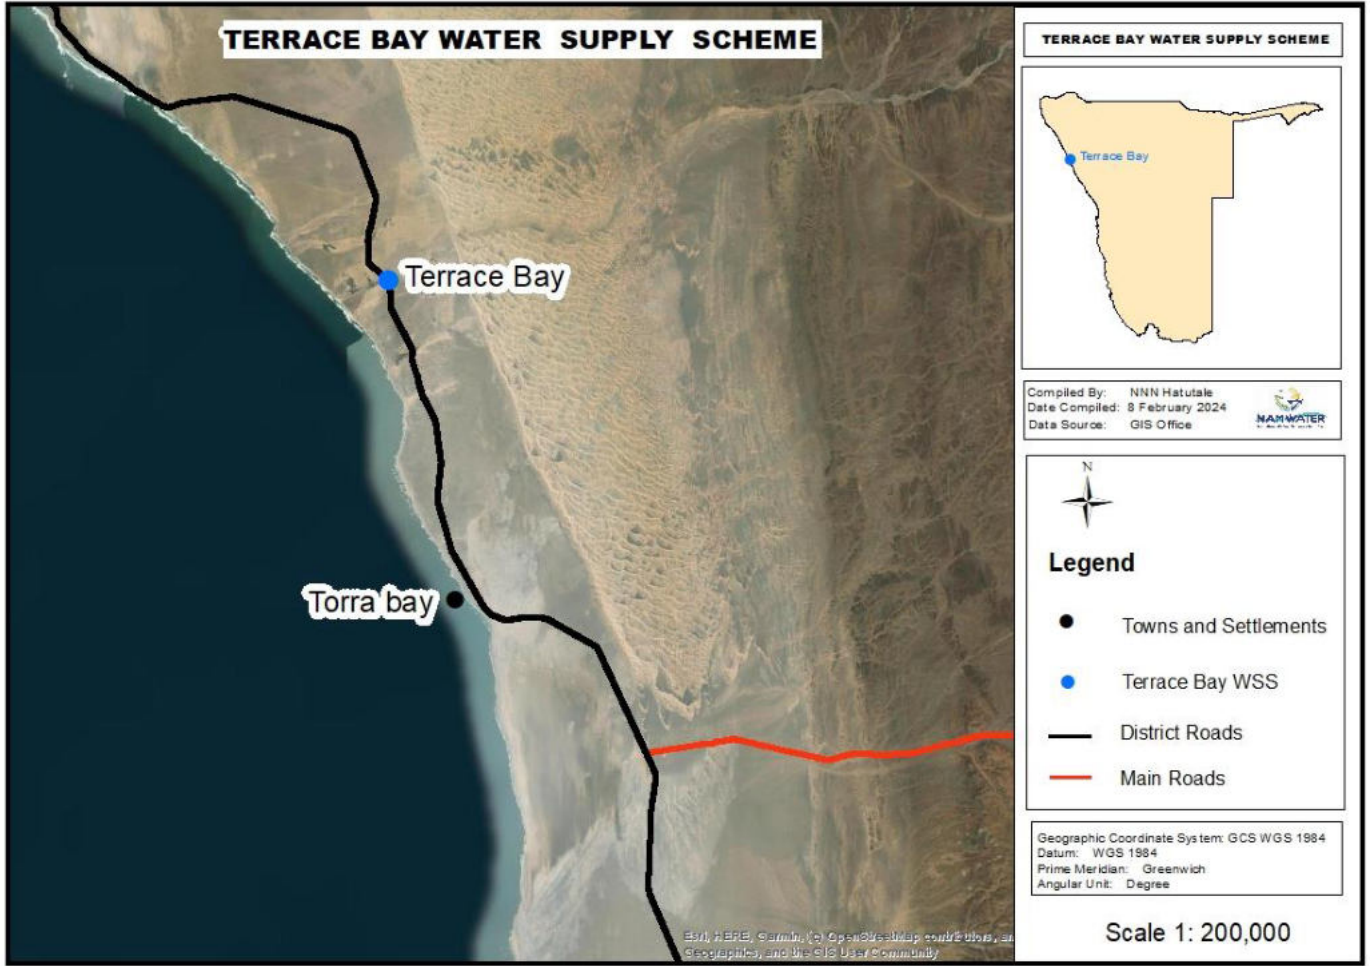 TERRACE BAY WATER SUPPLY SCHEME
Terrace Bay
Torra bay
Esri, HERE, Garmin, (c) OpenStreetMap contributors, an
Geographics, and the GIS User Community
TERRACE BAY WATER SUPPLY SCHEME
Terrace Bay
Compiled By: NNN Hatutale
Date Compiled: 8 February 2024
Data Source: GIS Office
NAMWATER
N
Legend
Towns and Settlements
Terrace Bay WSS
District Roads
Main Roads
Geographic Coordinate System: GCS WGS 1984
Datum: WGS 1984
Prime Meridian: Greenwich
Angular Unit: Degree
Scale 1: 200,000